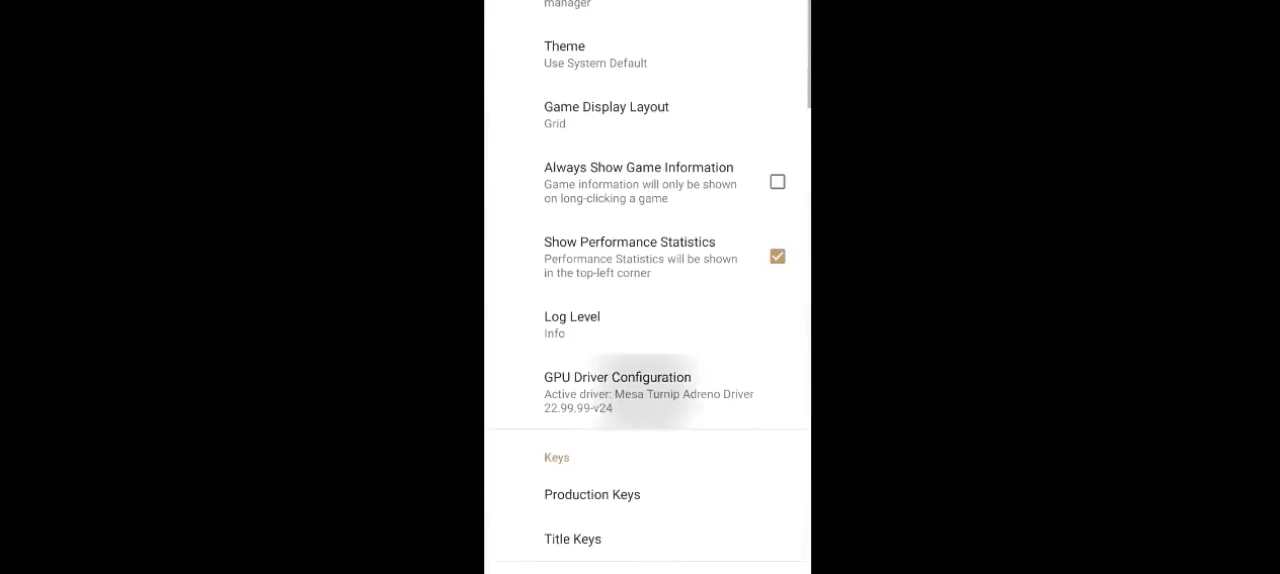 manager
Theme
Use System Default
Game Display Layout
Grid
Always Show Game Information
Game information will only be shown
on long-clicking a game
Show Performance Statistics
Performance Statistics will be shown
in the top-left corner
Log Level
Info
GPU Driver Configuration
Active driver: Mesa Turnip Adreno Driver
22.99.99-v24
Keys
Production Keys
Title Keys